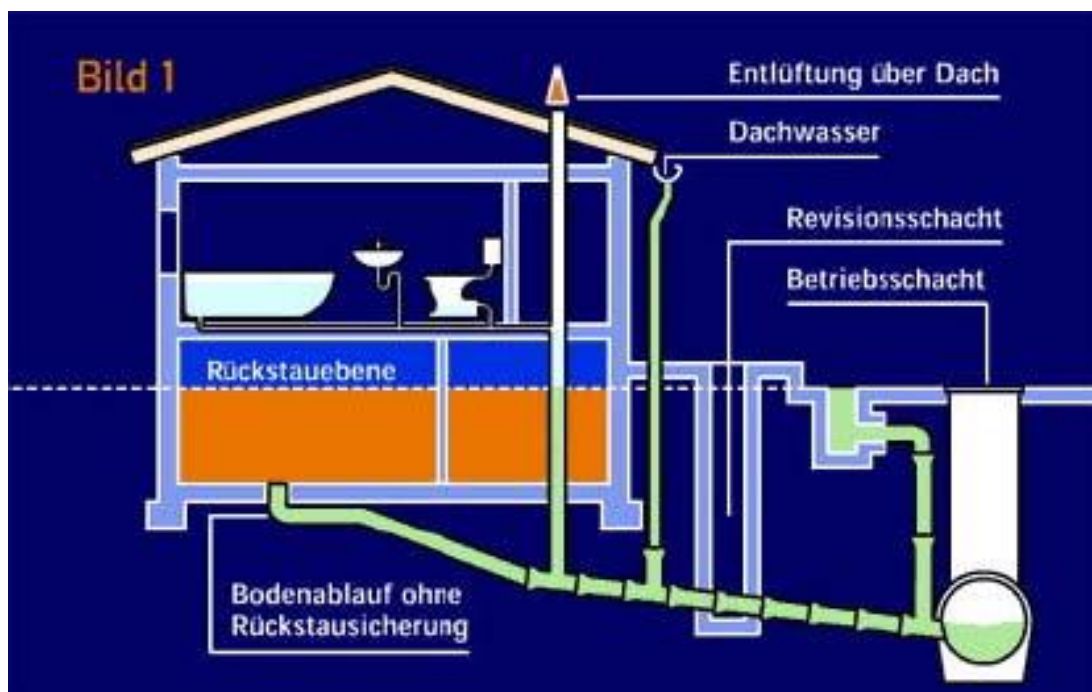 Bild 1
Entlüftung über Dach
Dachwasser
Revisionsschacht
Betriebsschacht
Rückstauebene
Bodenablauf ohne
Rückstausicherung